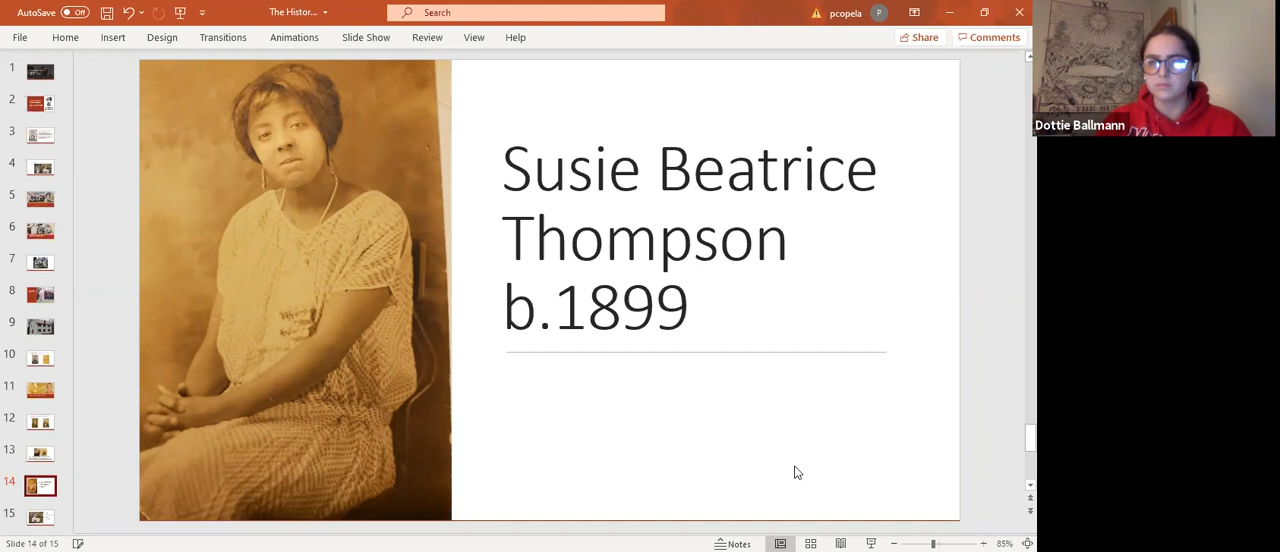 AutoSave Off The Histor... Search pcopela P
File Home Insert Design Transitions Animations Slide Show Review View Help Share Comments
XIX
Dottie Ballmann
1
2
3
4
5
6
7
8
9
10
11
12
13
14
15
Susie Beatrice
Thompson
b.1899
Slide 14 of 15 Notes 85%